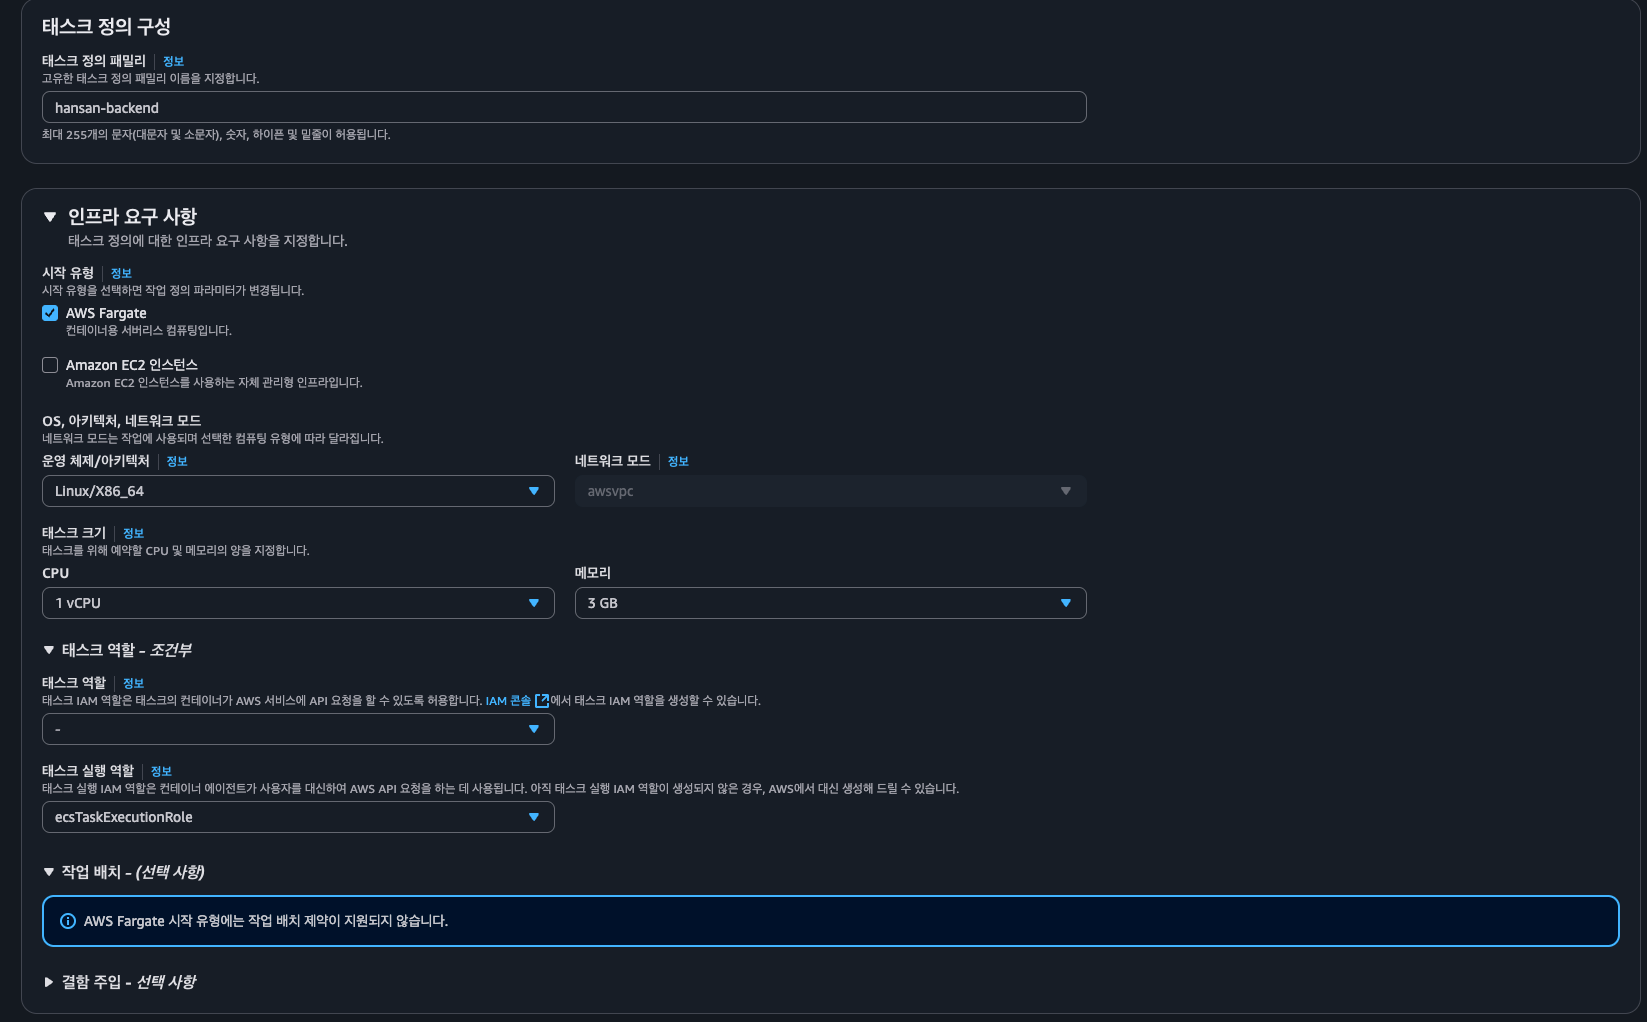 태스크 정의 구성
태스크 정의 패밀리 정보
고유한 태스크 정의 패밀리 이름을 지정합니다.
hansan-backend
최대 255개의 문자(대문자 및 소문자), 숫자, 하이픈 및 밑줄이 허용됩니다.
인프라 요구 사항
태스크 정의에 대한 인프라 요구 사항을 지정합니다.
시작 유형 정보
시작 유형을 선택하면 작업 정의 파라미터가 변경됩니다.
AWS Fargate
컨테이너용 서버리스 컴퓨팅입니다.
Amazon EC2 인스턴스
Amazon EC2 인스턴스를 사용하는 자체 관리형 인프라입니다.
OS, 아키텍처, 네트워크 모드
네트워크 모드는 작업에 사용되며 선택한 컴퓨팅 유형에 따라 달라집니다.
운영 체제/아키텍처 정보 네트워크 모드 정보
Linux/X86_64 awsvpc
태스크 크기 정보
태스크를 위해 예약할 CPU 및 메모리의 양을 지정합니다.
CPU 메모리
1 vCPU 3 GB
태스크 역할 - 조건부
태스크 역할 정보
태스크 IAM 역할은 태스크의 컨테이너가 AWS 서비스에 API 요청을 할 수 있도록 허용합니다. IAM 콘솔에서 태스크 IAM 역할을 생성할 수 있습니다.
-
태스크 실행 역할 정보
태스크 실행 IAM 역할은 컨테이너 에이전트가 사용자를 대신하여 AWS API 요청을 하는 데 사용됩니다. 아직 태스크 실행 IAM 역할이 생성되지 않은 경우, AWS에서 대신 생성해 드릴 수 있습니다.
ecsTaskExecutionRole
작업 배치 - (선택 사항)
AWS Fargate 시작 유형에는 작업 배치 제약이 지원되지 않습니다.
결함 주입 - 선택 사항